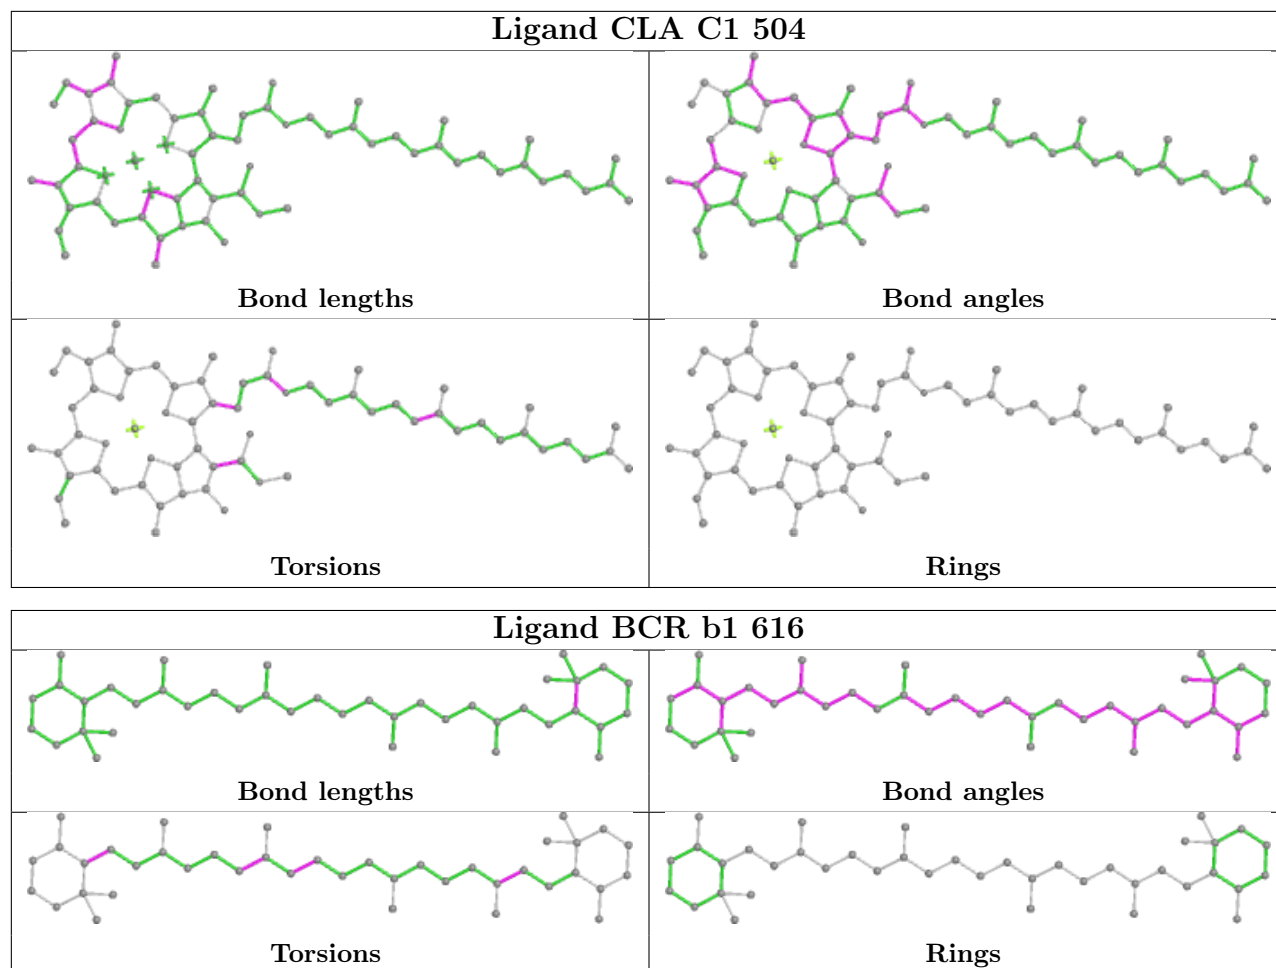 Ligand CLA C1 504
Bond lengths
Bond angles
Torsions
Rings
Ligand BCR b1 616
Bond lengths
Bond angles
Torsions
Rings